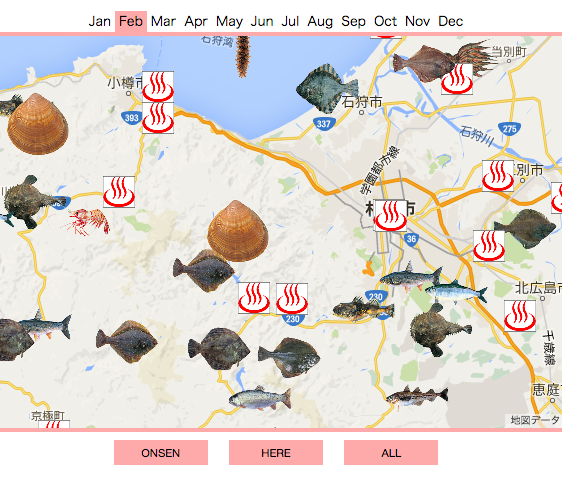 Jan Feb Mar Apr May Jun Jul Aug Sep Oct Nov Dec
石狩湾
当別町
小樽市
石狩市
393
337
275
石狩川
学園都市線
別市
市
36
北広島市
230
230
千歳線
恵庭
京極町
地図データ
ONSEN HERE ALL